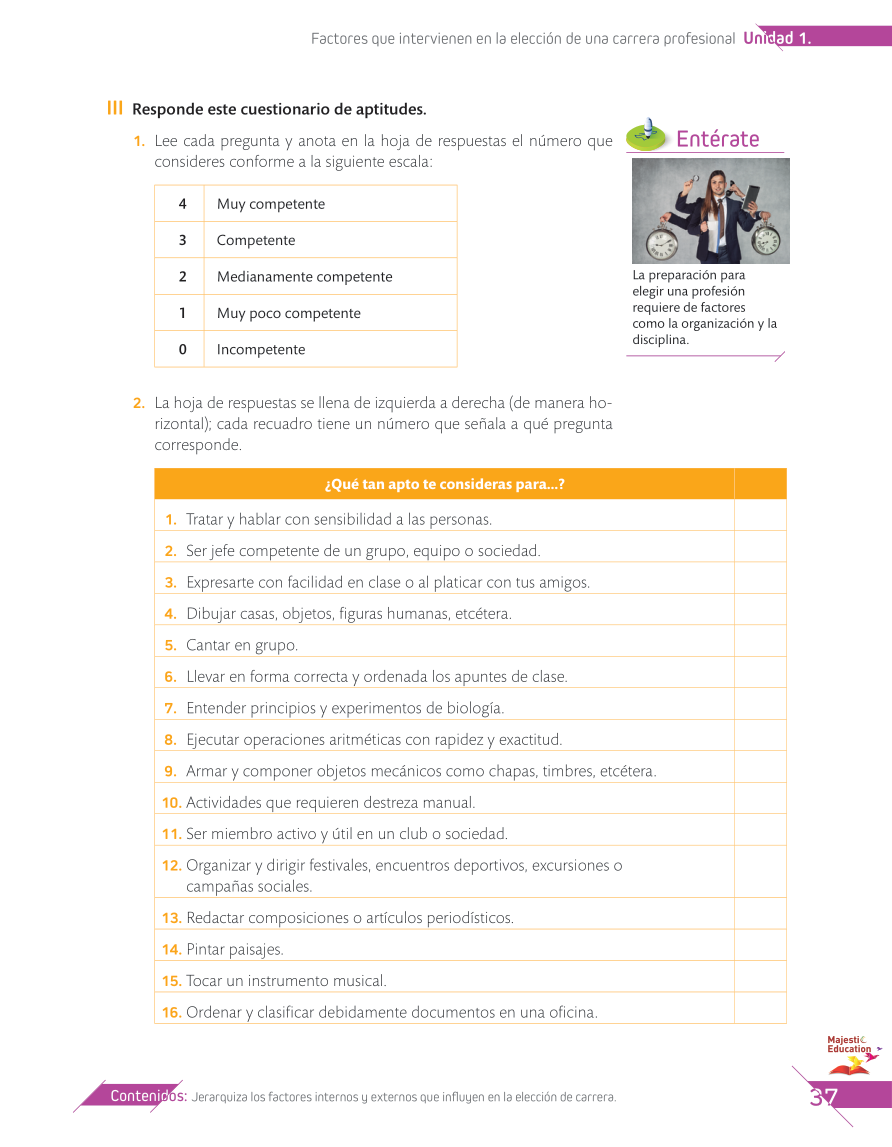 Factores que intervienen en la elección de una carrera profesional Unidad 1.
III Responde este cuestionario de aptitudes.
1. Lee cada pregunta y anota en la hoja de respuestas el número que
consideres conforme a la siguiente escala:
4 Muy competente
3 Competente
2 Medianamente competente
1 Muy poco competente
0 Incompetente
Entérate
La preparación para
elegir una profesión
requiere de factores
como la organización y la
disciplina.
2. La hoja de respuestas se llena de izquierda a derecha (de manera ho-
rizontal); cada recuadro tiene un número que señala a qué pregunta
corresponde.
¿Qué tan apto te consideras para...?
1. Tratar y hablar con sensibilidad a las personas.
2. Ser jefe competente de un grupo, equipo o sociedad.
3. Expresarte con facilidad en clase o al platicar con tus amigos.
4. Dibujar casas, objetos, figuras humanas, etcétera.
5. Cantar en grupo.
6. Llevar en forma correcta y ordenada los apuntes de clase.
7. Entender principios y experimentos de biología.
8. Ejecutar operaciones aritméticas con rapidez y exactitud.
9. Armar y componer objetos mecánicos como chapas, timbres, etcétera.
10. Actividades que requieren destreza manual.
11. Ser miembro activo y útil en un club o sociedad.
12. Organizar y dirigir festivales, encuentros deportivos, excursiones o
campañas sociales.
13. Redactar composiciones o artículos periodísticos.
14. Pintar paisajes.
15. Tocar un instrumento musical.
16. Ordenar y clasificar debidamente documentos en una oficina.
Majestic
Education
Contenidos: Jerarquiza los factores internos y externos que influyen en la elección de carrera.
37